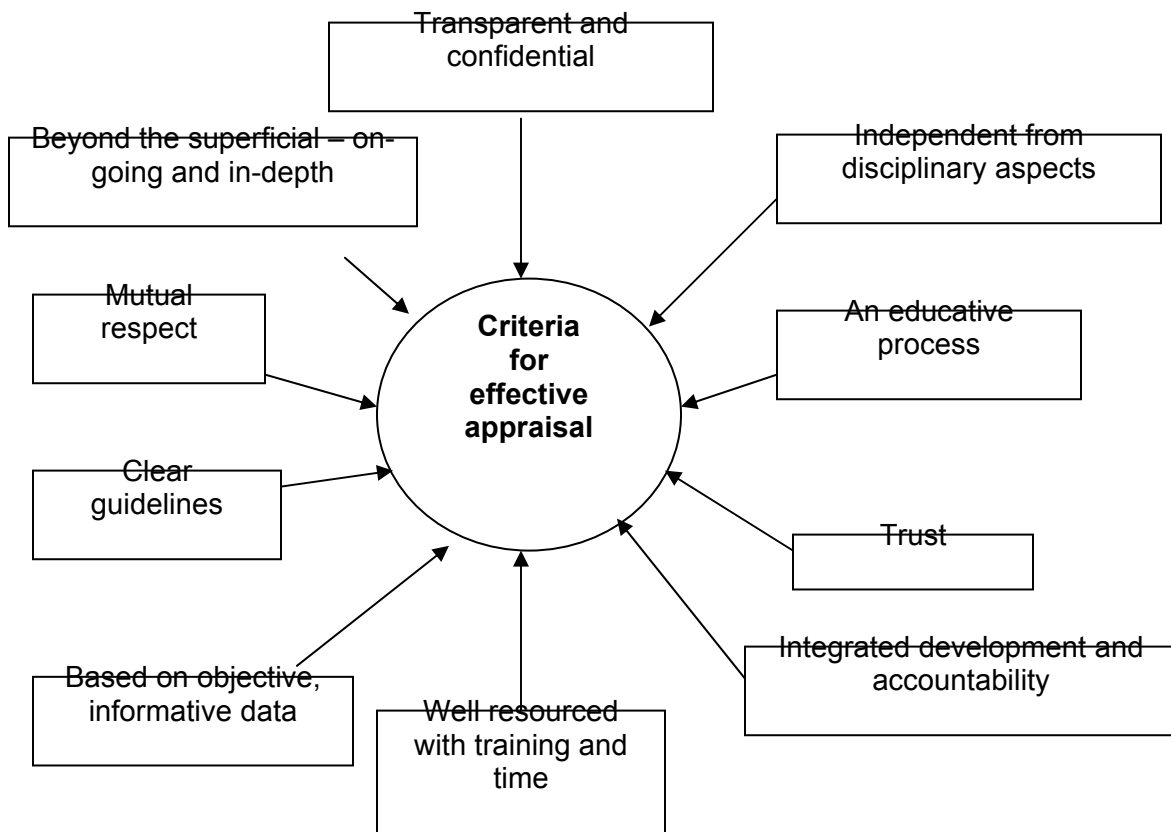 Transparent and
confidential
Beyond the superficial – on-
going and in-depth
Independent from
disciplinary aspects
Mutual
respect
Criteria
for
effective
appraisal
An educative
process
Clear
guidelines
Trust
Integrated development and
accountability
Based on objective,
informative data
Well resourced
with training and
time